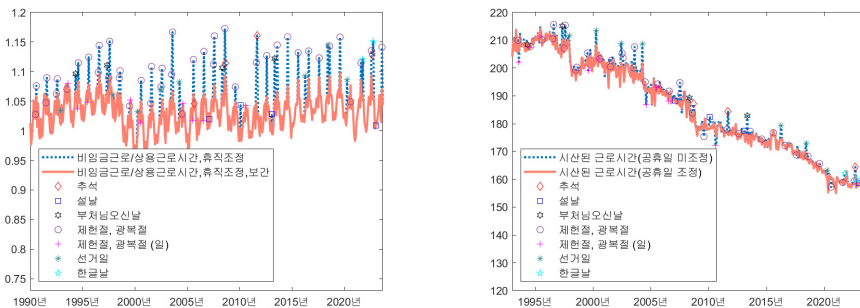 1.2
1.15
1.1
1.05
1
0.95
0.9
0.85
0.8
0.75
비임금근로/상용근로시간,휴직조정
비임금근로/상용근로시간,휴직조정,보간
추석
설날
부처님오신날
제헌절, 광복절
제헌절, 광복절 (일)
선거일
한글날
1990년 1995년 2000년 2005년 2010년 2015년 2020년
220
210
200
190
180
170
160
150
140
130
120
시산된 근로시간(공휴일 미조정)
시산된 근로시간(공휴일 조정)
추석
설날
부처님오신날
제헌절, 광복절
제헌절, 광복절 (일)
선거일
한글날
1995년 2000년 2005년 2010년 2015년 2020년